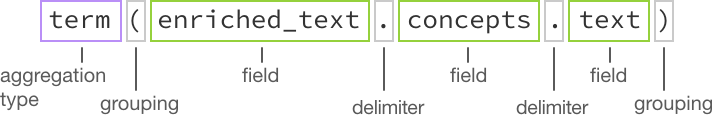 term(enriched_text.concepts.text)
aggregation type grouping field delimiter field delimiter field grouping